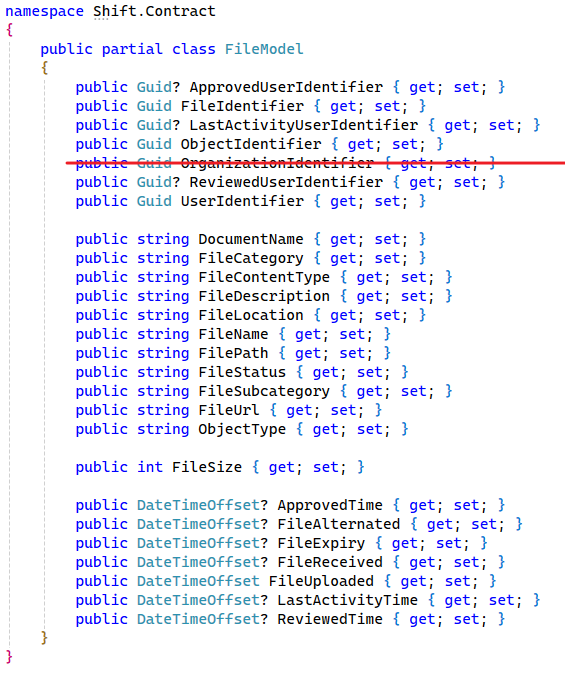 namespace Shift.Contract
{
    public partial class FileModel
    {
        public Guid? ApprovedUserIdentifier { get; set; }
        public Guid FileIdentifier { get; set; }
        public Guid? LastActivityUserIdentifier { get; set; }
        public Guid ObjectIdentifier { get; set; }
        public Guid OrganizationIdentifier { get; set; }
        public Guid? ReviewedUserIdentifier { get; set; }
        public Guid UserIdentifier { get; set; }

        public string DocumentName { get; set; }
        public string FileCategory { get; set; }
        public string FileContentType { get; set; }
        public string FileDescription { get; set; }
        public string FileLocation { get; set; }
        public string FileName { get; set; }
        public string FilePath { get; set; }
        public string FileStatus { get; set; }
        public string FileSubcategory { get; set; }
        public string FileUrl { get; set; }
        public string ObjectType { get; set; }

        public int FileSize { get; set; }

        public DateTimeOffset? ApprovedTime { get; set; }
        public DateTimeOffset? FileAlternated { get; set; }
        public DateTimeOffset? FileExpiry { get; set; }
        public DateTimeOffset? FileReceived { get; set; }
        public DateTimeOffset FileUploaded { get; set; }
        public DateTimeOffset? LastActivityTime { get; set; }
        public DateTimeOffset? ReviewedTime { get; set; }
    }
}